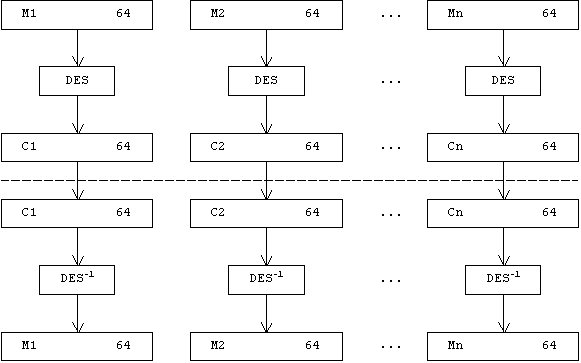 M1 64 M2 64 ... Mn 64
DES DES ... DES
C1 64 C2 64 ... Cn 64
C1 64 C2 64 ... Cn 64
DES⁻¹ DES⁻¹ ... DES⁻¹
M1 64 M2 64 ... Mn 64